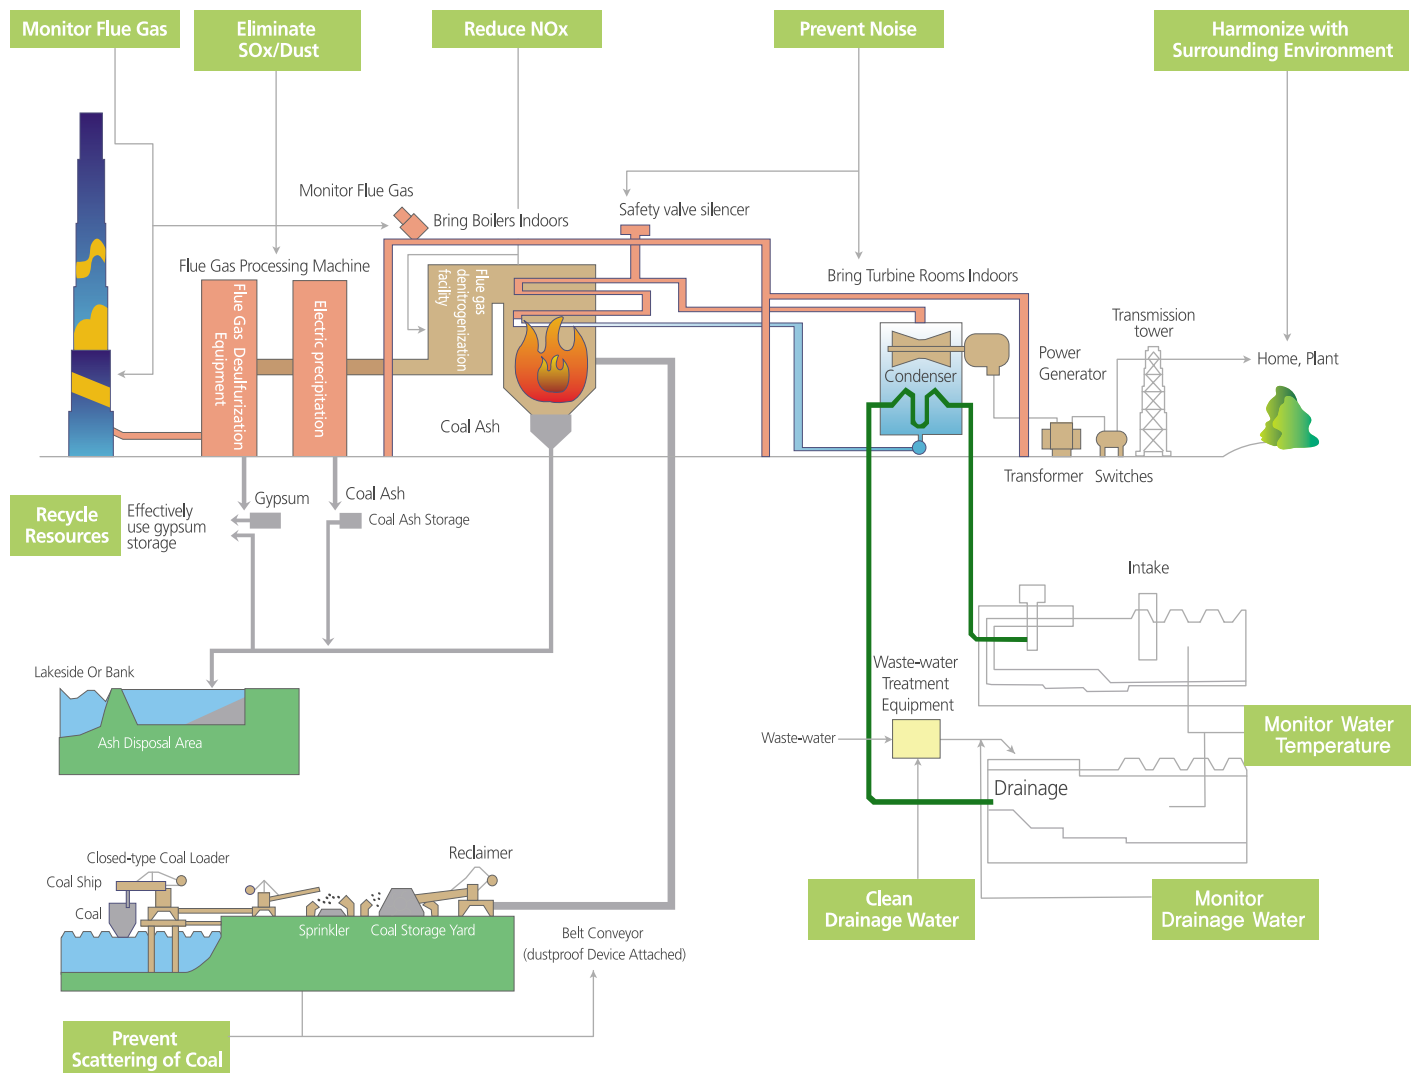 Monitor Flue Gas
Eliminate
SOx/Dust
Reduce NOx
Prevent Noise
Harmonize with
Surrounding Environment
Monitor Flue Gas
Bring Boilers Indoors
Safety valve silencer
Flue Gas Processing Machine
Bring Turbine Rooms Indoors
Flue Gas Desulfurization
Equipment
Electric precipitation
Flue gas
denitrogenization
facility
Transmission
tower
Power
Generator
Home, Plant
Condenser
Coal Ash
Transformer
Switches
Recycle
Resources
Effectively
use gypsum
storage
Gypsum
Coal Ash
Coal Ash Storage
Intake
Lakeside Or Bank
Ash Disposal Area
Waste-water
Treatment
Equipment
Waste-water
Monitor Water
Temperature
Drainage
Closed-type Coal Loader
Coal Ship
Coal
Reclaimer
Sprinkler
Coal Storage Yard
Belt Conveyor
(dustproof Device Attached)
Clean
Drainage Water
Monitor
Drainage Water
Prevent
Scattering of Coal